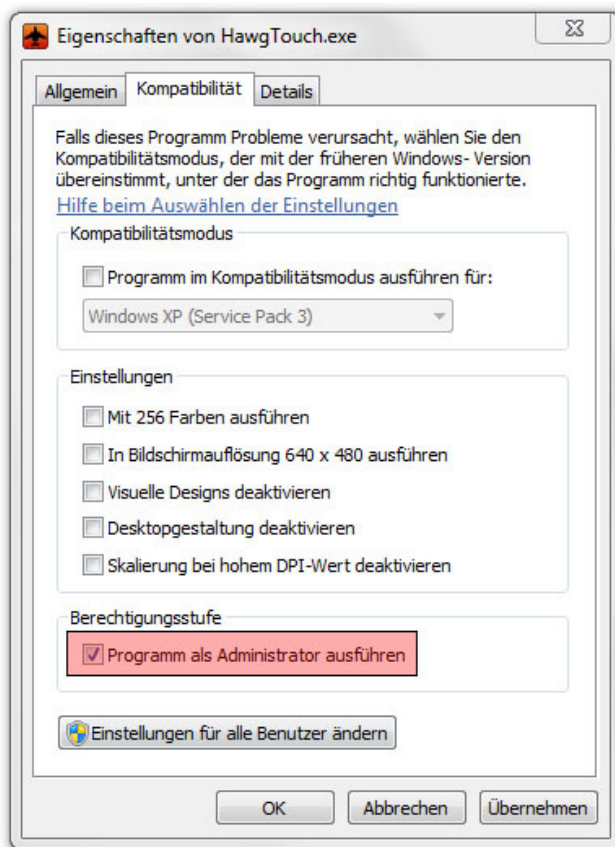 Eigenschaften von HawgTouch.exe
Allgemein Kompatibilität Details
Falls dieses Programm Probleme verursacht, wählen Sie den
Kompatibilitätsmodus, der mit der früheren Windows- Version
übereinstimmt, unter der das Programm richtig funktionierte.
Hilfe beim Auswählen der Einstellungen
Kompatibilitätsmodus
Programm im Kompatibilitätsmodus ausführen für:
Windows XP (Service Pack 3)
Einstellungen
Mit 256 Farben ausführen
In Bildschirmauflösung 640 x 480 ausführen
Visuelle Designs deaktivieren
Desktopgestaltung deaktivieren
Skalierung bei hohem DPI-Wert deaktivieren
Berechtigungsstufe
Programm als Administrator ausführen
Einstellungen für alle Benutzer ändern
OK Abbrechen Übernehmen